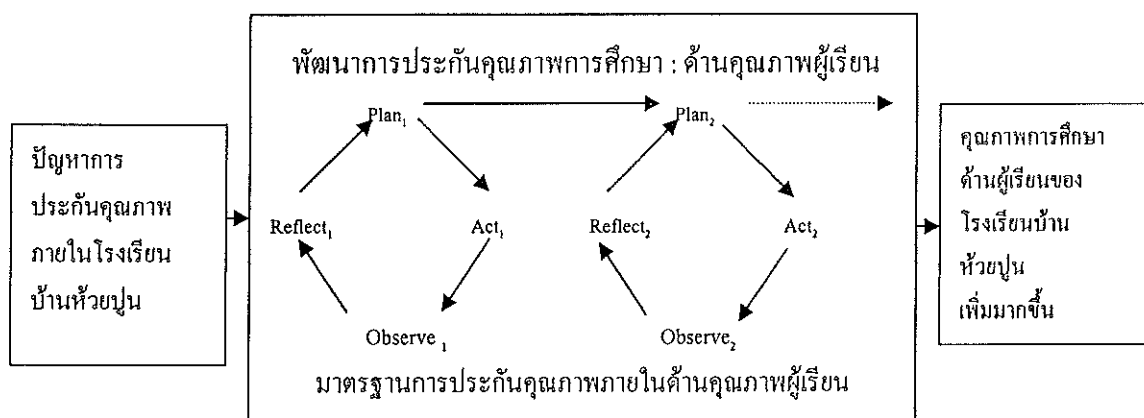 พัฒนาการประกันคุณภาพการศึกษา : ด้านคุณภาพผู้เรียน
Plan₁
Plan₂
Reflect₁
Act₁
Reflect₂
Act₂
Observe ₁
Observe₂
มาตรฐานการประกันคุณภาพภายในด้านคุณภาพผู้เรียน
ปัญหาการ
ประกันคุณภาพ
ภายในโรงเรียน
บ้านห้วยปูน
คุณภาพการศึกษา
ด้านผู้เรียนของ
โรงเรียนบ้าน
ห้วยปูน
เพิ่มมากขึ้น